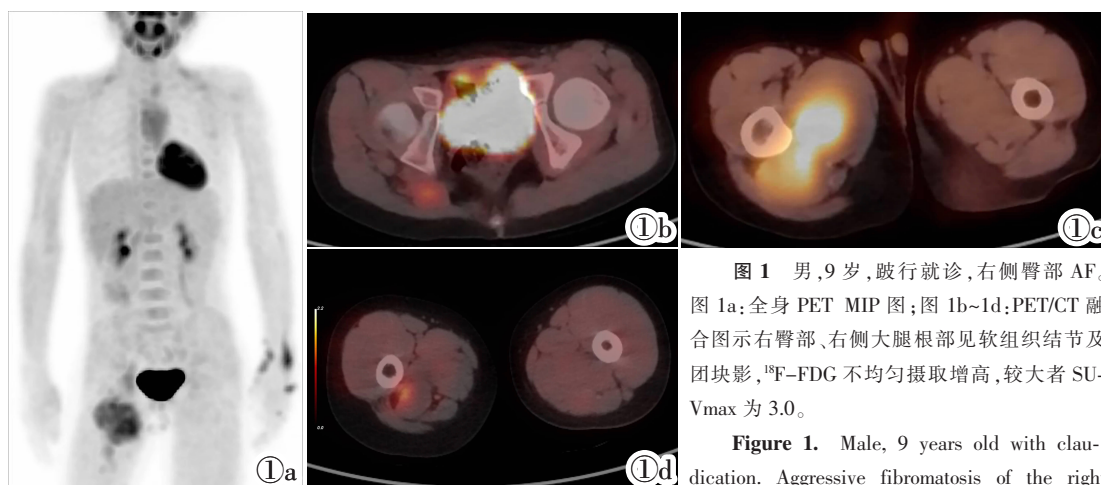 ①a
①b
①c
①d
图 1 男,9 岁,跛行就诊,右侧臀部 AF。
图 1a:全身 PET MIP 图;图 1b~1d:PET/CT 融
合图示右臀部、右侧大腿根部见软组织结节及
团块影,¹⁸F-FDG 不均匀摄取增高,较大者 SU-
Vmax 为 3.0。
Figure 1. Male, 9 years old with clau-
dication. Aggressive fibromatosis of the righ